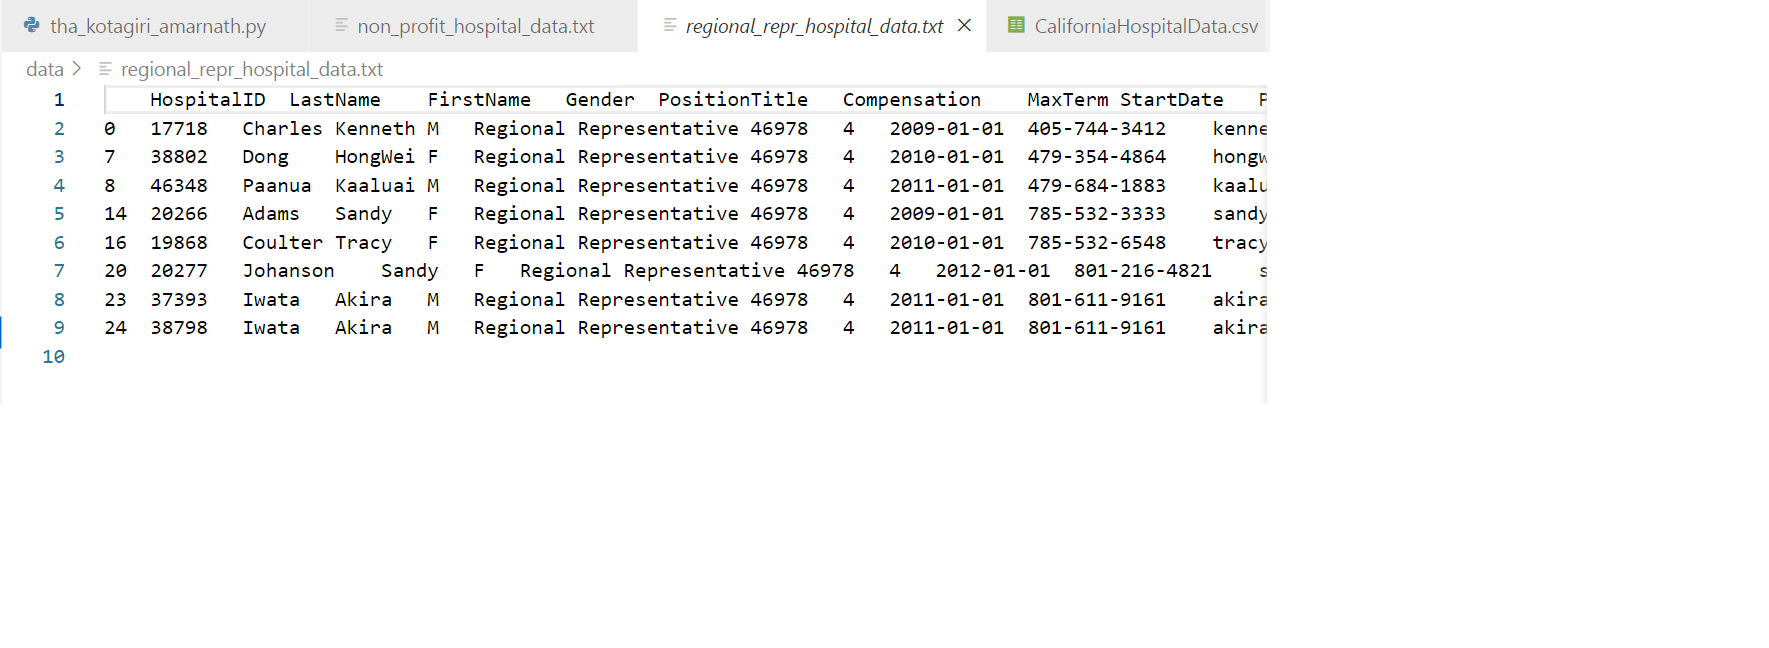 tha_kotagiri_amarnath.py non_profit_hospital_data.txt regional_repr_hospital_data.txt CaliforniaHospitalData.csv
data > regional_repr_hospital_data.txt
1 HospitalID LastName FirstName Gender PositionTitle Compensation MaxTerm StartDate
2 0 17718 Charles Kenneth M Regional Representative 46978 4 2009-01-01 405-744-3412 kenne
3 7 38802 Dong HongWei F Regional Representative 46978 4 2010-01-01 479-354-4864 hongw
4 8 46348 Paanua Kaaluai M Regional Representative 46978 4 2011-01-01 479-684-1883 kaalu
5 14 20266 Adams Sandy F Regional Representative 46978 4 2009-01-01 785-532-3333 sandy
6 16 19868 Coulter Tracy F Regional Representative 46978 4 2010-01-01 785-532-6548 tracy
7 20 20277 Johanson Sandy F Regional Representative 46978 4 2012-01-01 801-216-4821 s
8 23 37393 Iwata Akira M Regional Representative 46978 4 2011-01-01 801-611-9161 akira
9 24 38798 Iwata Akira M Regional Representative 46978 4 2011-01-01 801-611-9161 akira
10